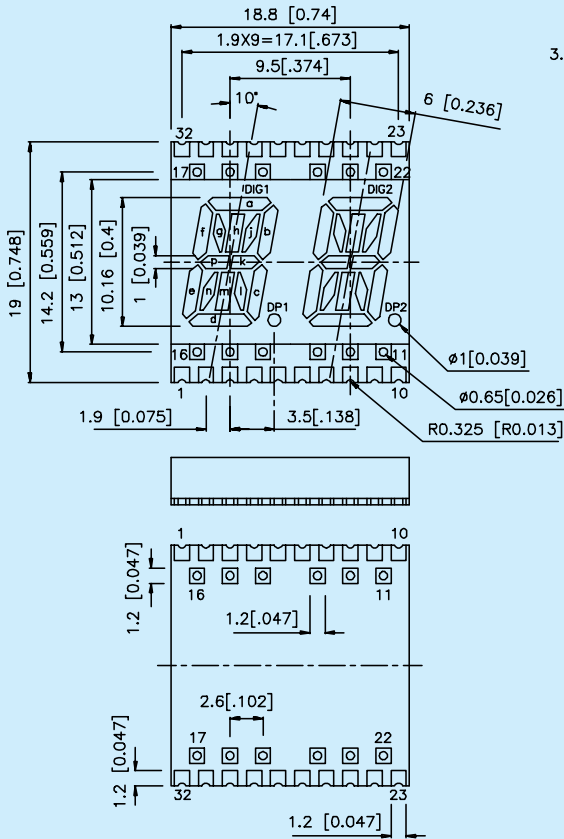 18.8 [0.74]
1.9X9=17.1[.673]
3.
9.5[.374]
10°
6 [0.236]
32
23
17
22
DIG1
DIG2
a
f
g
h
j
b
p
k
e
n
m
l
c
d
DP1
DP2
19 [0.748]
14.2 [0.559]
13 [0.512]
10.16 [0.4]
1 [0.039]
16
11
1
10
ø1[0.039]
ø0.65[0.026]
R0.325 [R0.013]
1.9 [0.075]
3.5[.138]
1
10
16
11
1.2 [0.047]
1.2[.047]
2.6[.102]
17
22
1.2 [0.047]
32
23
1.2 [0.047]